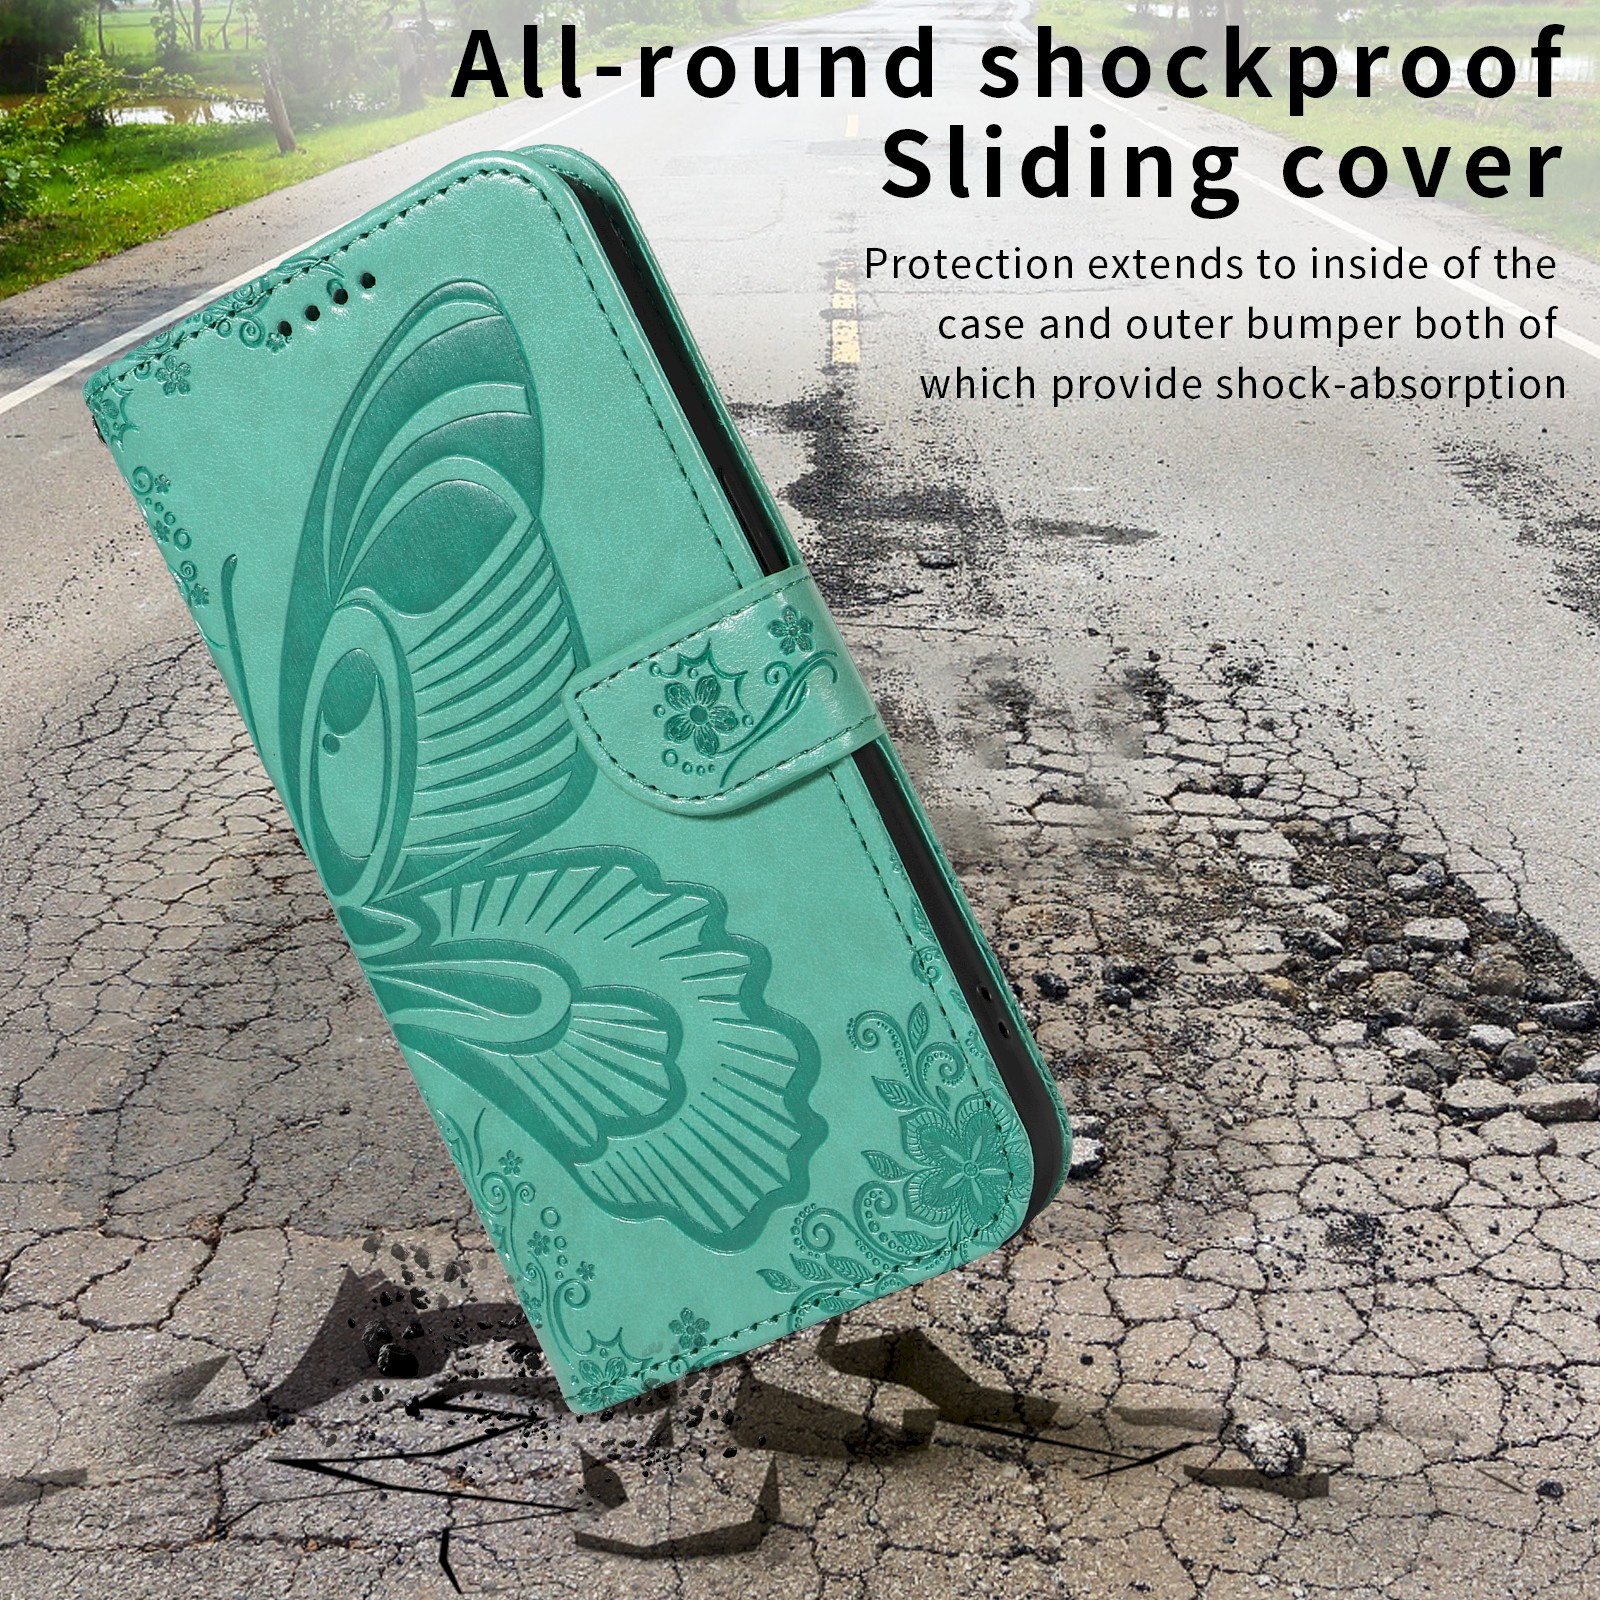 All-round shockproof
Sliding cover
Protection extends to inside of the
case and outer bumper both of
which provide shock-absorption